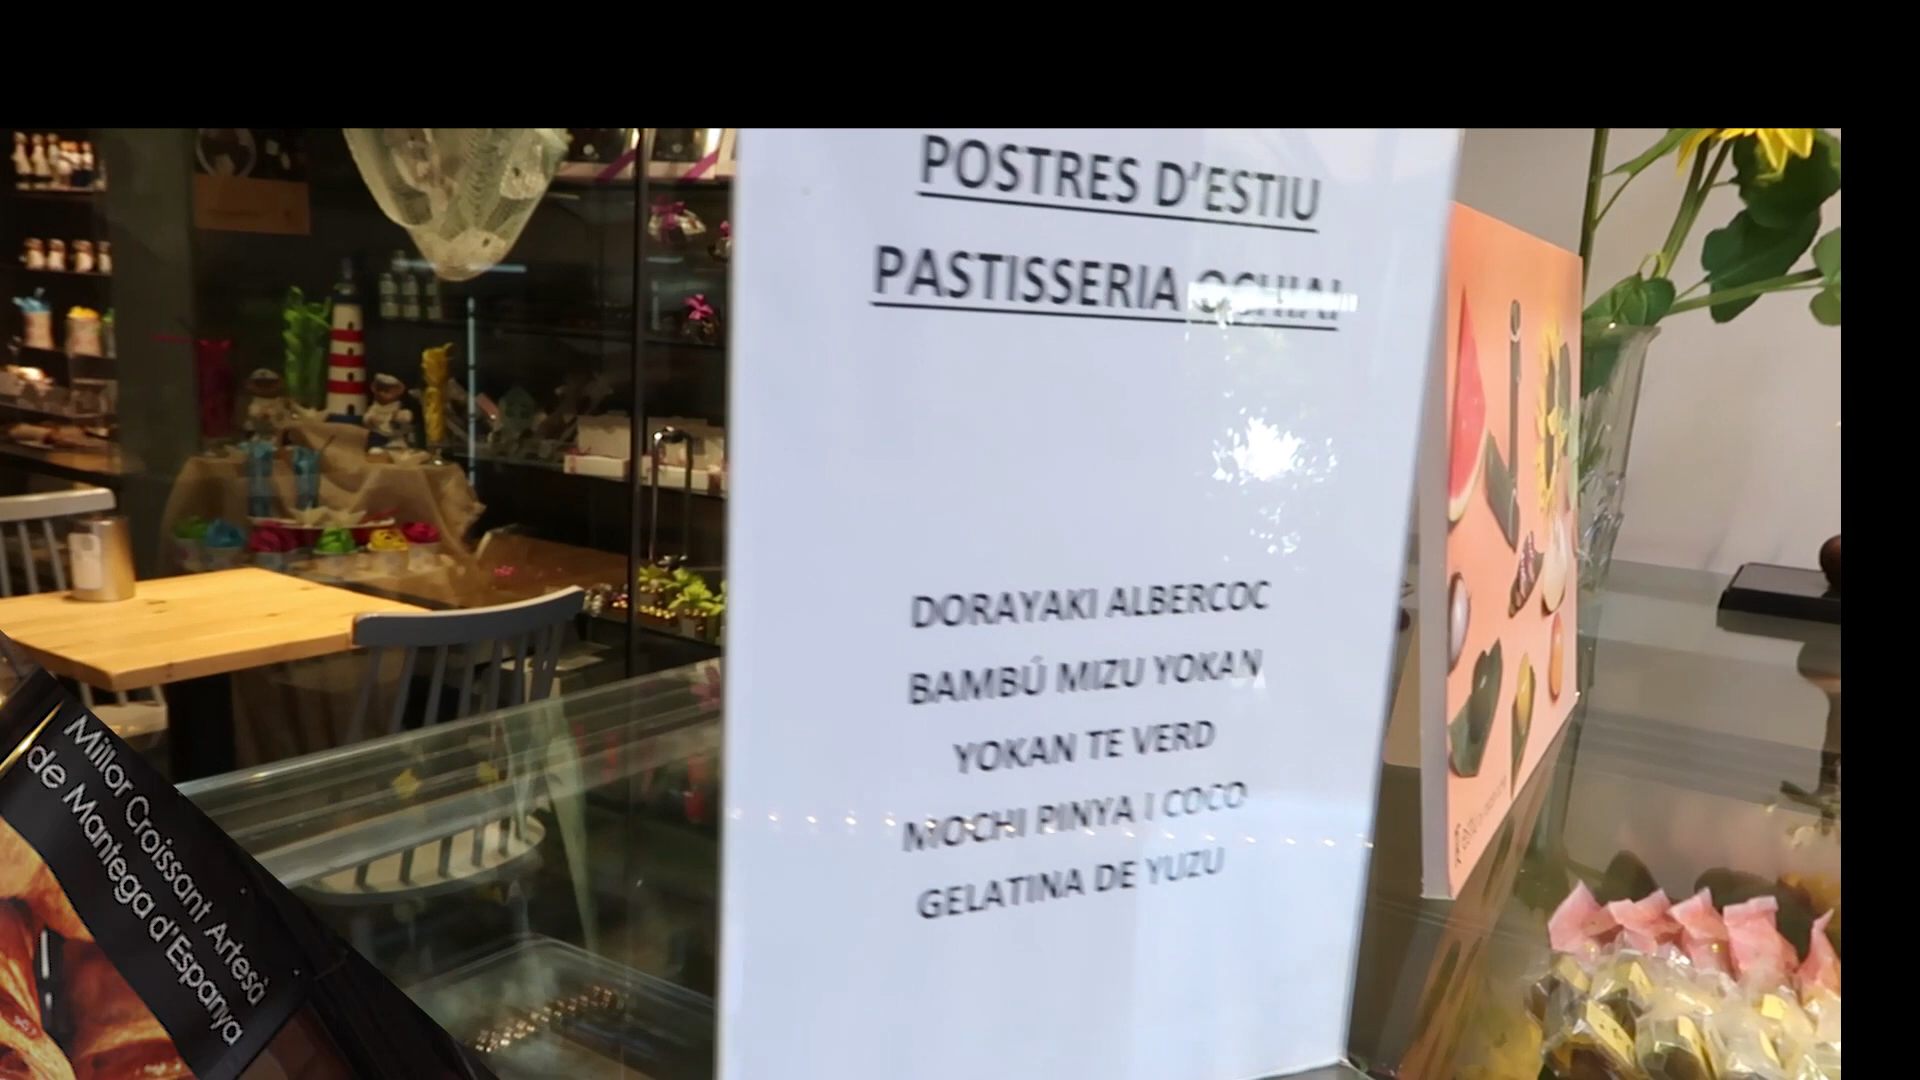 POSTRES D'ESTIU
PASTISSERIA OCHIAI
DORAYAKI ALBERCOC
BAMBÚ MIZU YOKAN
YOKAN TE VERD
MOCHI PINYA I COCO
GELATINA DE YUZU
Millor Croissant Artesà
de Mantega d'Espanya